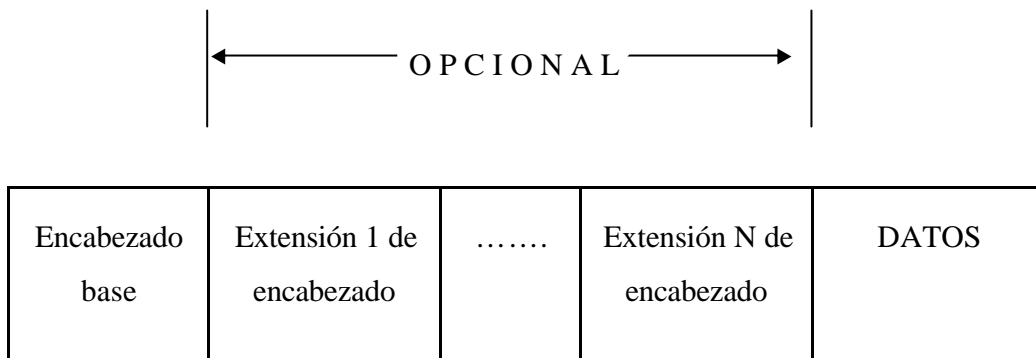 O P C I O N A L
Encabezado base
Extensión 1 de encabezado
…….
Extensión N de encabezado
DATOS